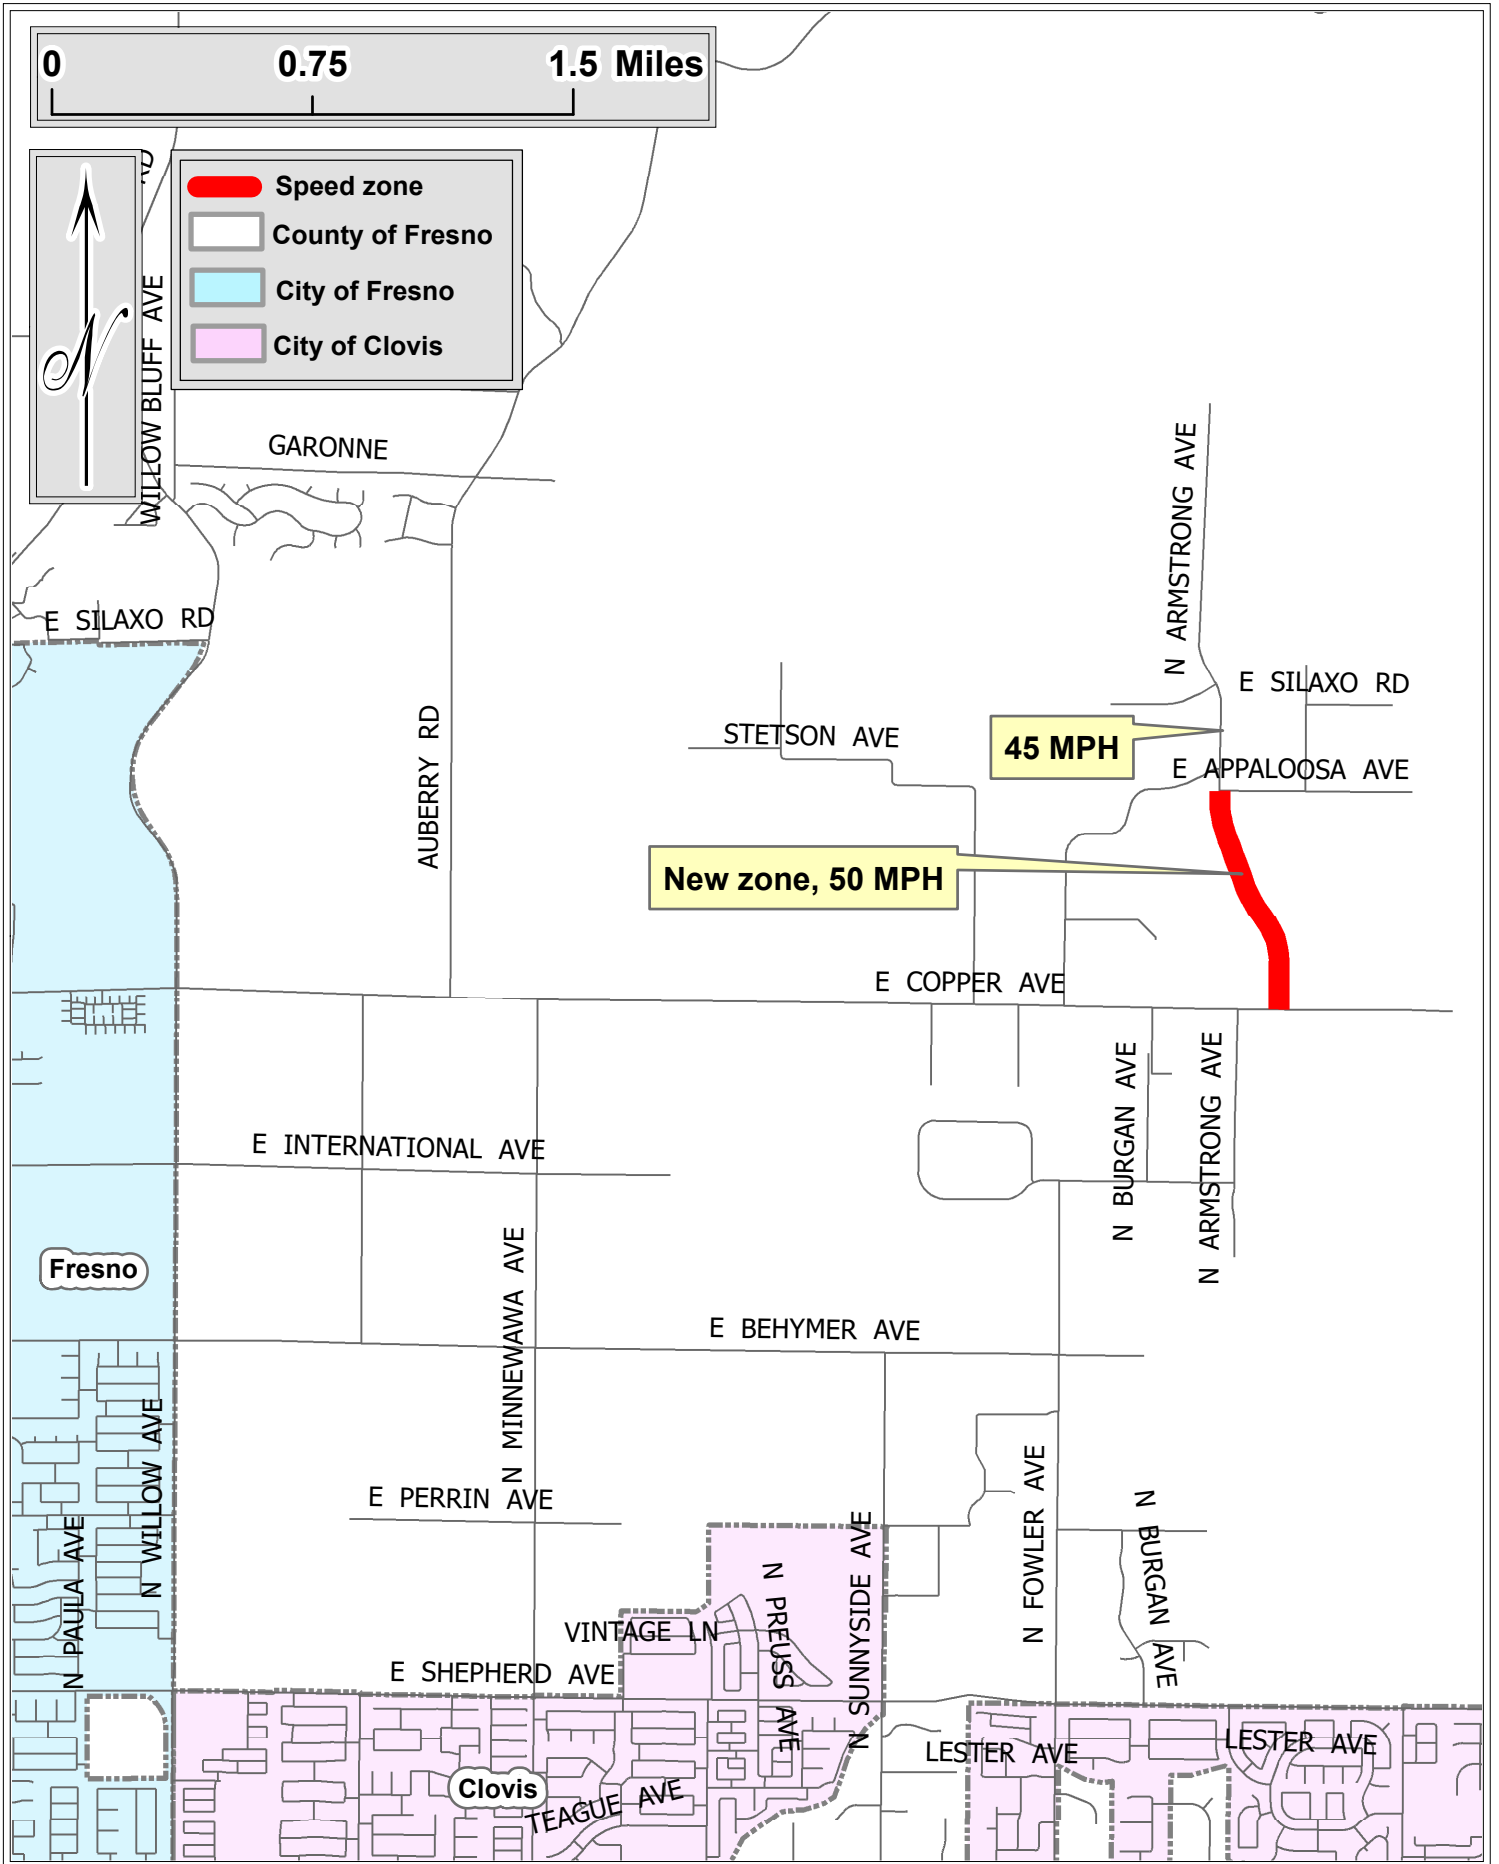 0 0.75 1.5 Miles
N
RD
Speed zone
County of Fresno
City of Fresno
City of Clovis
WILLOW BLUFF AVE
GARONNE
N ARMSTRONG AVE
E SILAXO RD
E SILAXO RD
AUBERRY RD
STETSON AVE
45 MPH
E APPALOOSA AVE
New zone, 50 MPH
E COPPER AVE
N BURGAN AVE
N ARMSTRONG AVE
E INTERNATIONAL AVE
Fresno
N MINNEWAWA AVE
E BEHYMER AVE
N WILLOW AVE
E PERRIN AVE
N FOWLER AVE
N BURGAN AVE
N PAULA AVE
N PREUSS AVE
N SUNNYSIDE AVE
VINTAGE LN
E SHEPHERD AVE
LESTER AVE
LESTER AVE
Clovis
TEAGUE AVE